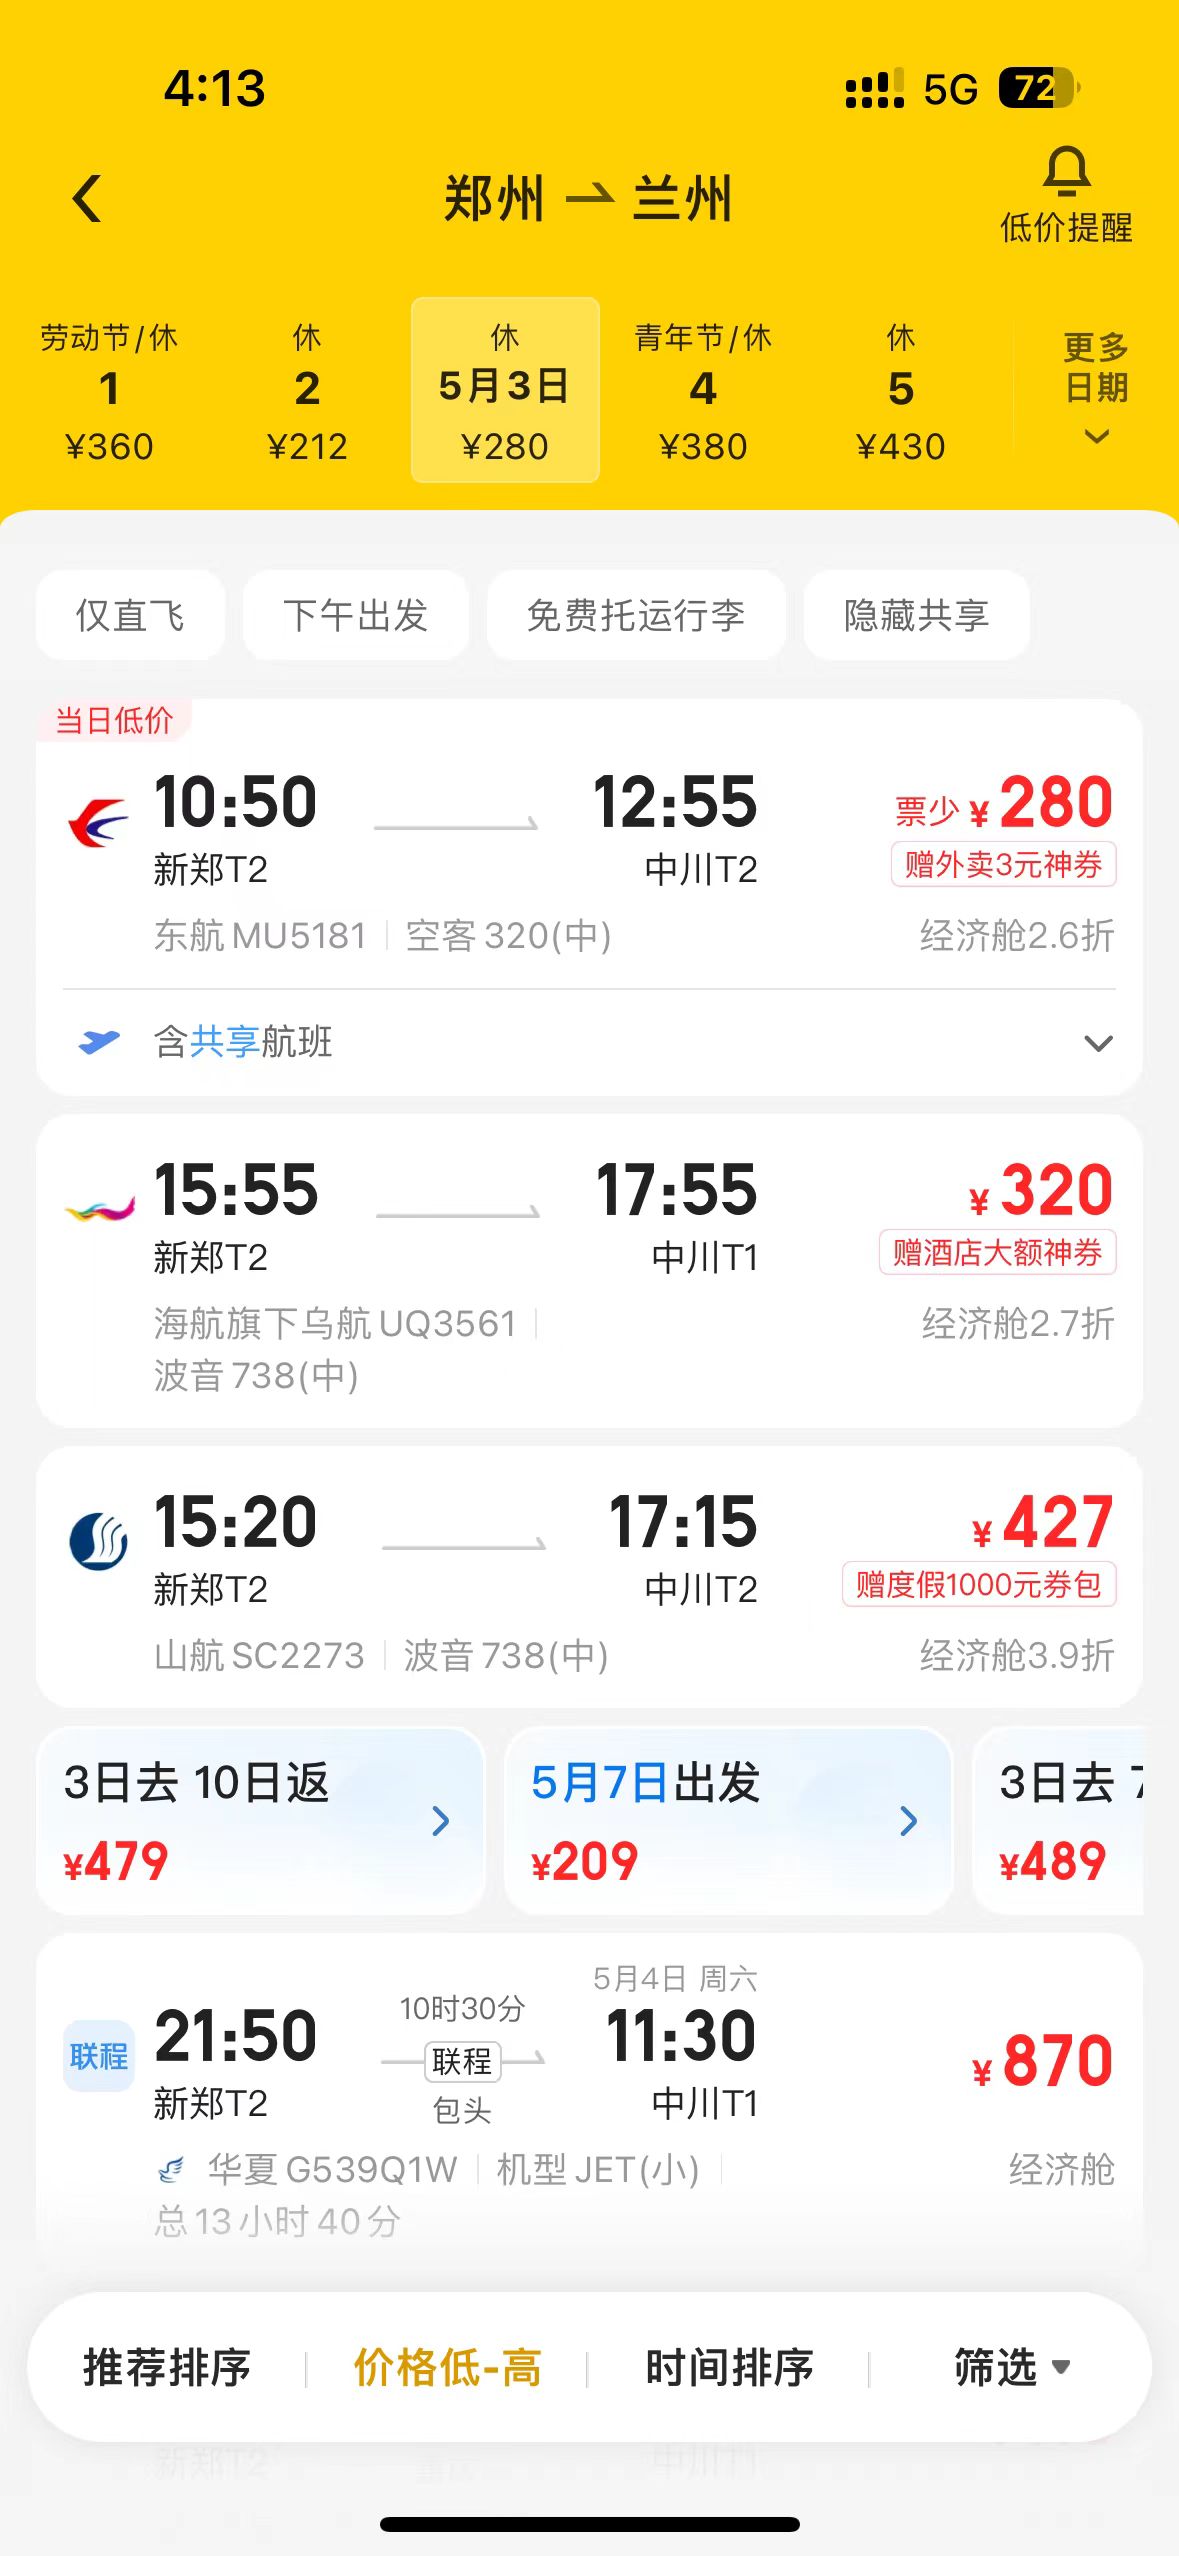 4:13
5G 72
郑州 兰州
低价提醒
劳动节/休 休 休 青年节/休 休
1 2 5月3日 4 5
¥360 ¥212 ¥280 ¥380 ¥430
更多
日期
仅直飞 下午出发 免费托运行李 隐藏共享
当日低价
10:50 12:55 票少 ¥280
新郑T2 中川T2 赠外卖3元神券
东航MU5181 空客320(中) 经济舱2.6折
含共享航班
15:55 17:55 ¥320
新郑T2 中川T1 赠酒店大额神券
海航旗下乌航UQ3561 经济舱2.7折
波音738(中)
15:20 17:15 ¥427
新郑T2 中川T2 赠度假1000元券包
山航SC2273 波音738(中) 经济舱3.9折
3日去 10日返 5月7日出发 3日去 7
¥479 ¥209 ¥489
5月4日 周六
联程 21:50 10时30分 11:30 ¥870
联程
新郑T2 包头 中川T1
华夏G539Q1W 机型JET(小) 经济舱
总13小时40分
推荐排序 价格低-高 时间排序 筛选
新郑T2 中川T1